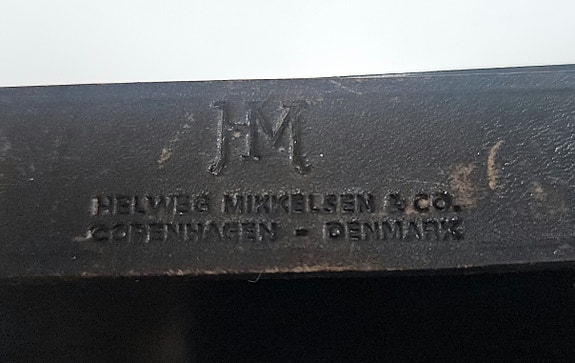 HM
HELWEG MIKKELSEN & CO.
COPENHAGEN - DENMARK